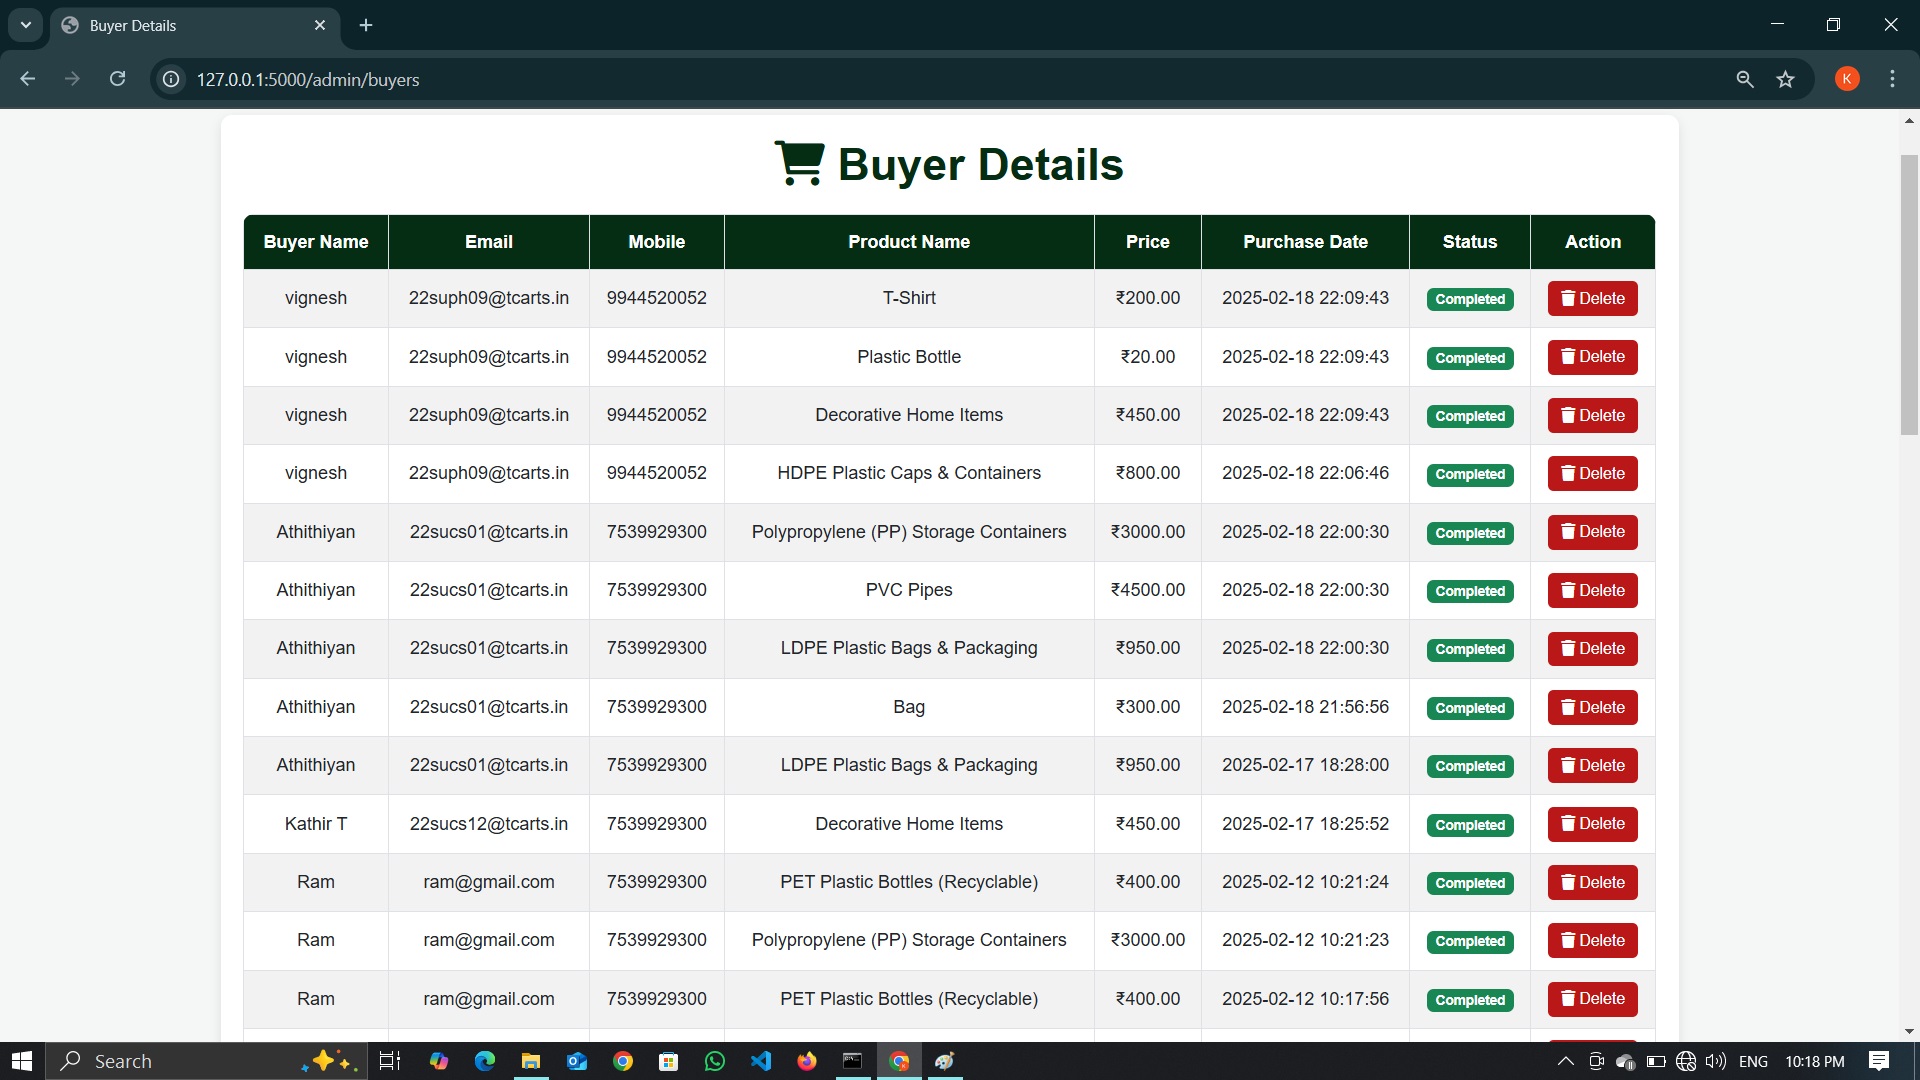 Buyer Details
127.0.0.1:5000/admin/buyers
K
Buyer Details
Buyer Name Email Mobile Product Name Price Purchase Date Status Action
vignesh 22suph09@tcarts.in 9944520052 T-Shirt ₹200.00 2025-02-18 22:09:43 Completed Delete
vignesh 22suph09@tcarts.in 9944520052 Plastic Bottle ₹20.00 2025-02-18 22:09:43 Completed Delete
vignesh 22suph09@tcarts.in 9944520052 Decorative Home Items ₹450.00 2025-02-18 22:09:43 Completed Delete
vignesh 22suph09@tcarts.in 9944520052 HDPE Plastic Caps & Containers ₹800.00 2025-02-18 22:06:46 Completed Delete
Athithiyan 22sucs01@tcarts.in 7539929300 Polypropylene (PP) Storage Containers ₹3000.00 2025-02-18 22:00:30 Completed Delete
Athithiyan 22sucs01@tcarts.in 7539929300 PVC Pipes ₹4500.00 2025-02-18 22:00:30 Completed Delete
Athithiyan 22sucs01@tcarts.in 7539929300 LDPE Plastic Bags & Packaging ₹950.00 2025-02-18 22:00:30 Completed Delete
Athithiyan 22sucs01@tcarts.in 7539929300 Bag ₹300.00 2025-02-18 21:56:56 Completed Delete
Athithiyan 22sucs01@tcarts.in 7539929300 LDPE Plastic Bags & Packaging ₹950.00 2025-02-17 18:28:00 Completed Delete
Kathir T 22sucs12@tcarts.in 7539929300 Decorative Home Items ₹450.00 2025-02-17 18:25:52 Completed Delete
Ram ram@gmail.com 7539929300 PET Plastic Bottles (Recyclable) ₹400.00 2025-02-12 10:21:24 Completed Delete
Ram ram@gmail.com 7539929300 Polypropylene (PP) Storage Containers ₹3000.00 2025-02-12 10:21:23 Completed Delete
Ram ram@gmail.com 7539929300 PET Plastic Bottles (Recyclable) ₹400.00 2025-02-12 10:17:56 Completed Delete
Search ENG 10:18 PM